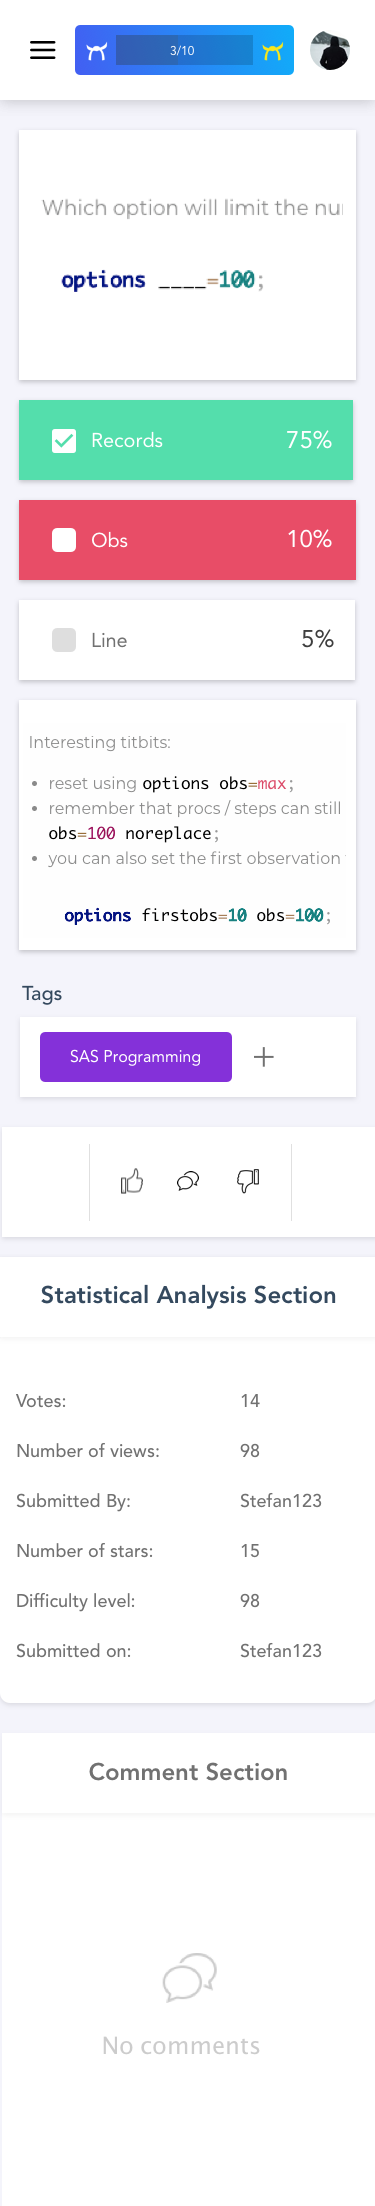 3/10
Which option will limit the nu
options ____=100;
Records 75%
Obs 10%
Line 5%
Interesting titbits:
• reset using options obs=max;
• remember that procs / steps can still
obs=100 noreplace;
• you can also set the first observation
options firstobs=10 obs=100;
Tags
SAS Programming
Statistical Analysis Section
Votes: 14
Number of views: 98
Submitted By: Stefan123
Number of stars: 15
Difficulty level: 98
Submitted on: Stefan123
Comment Section
No comments